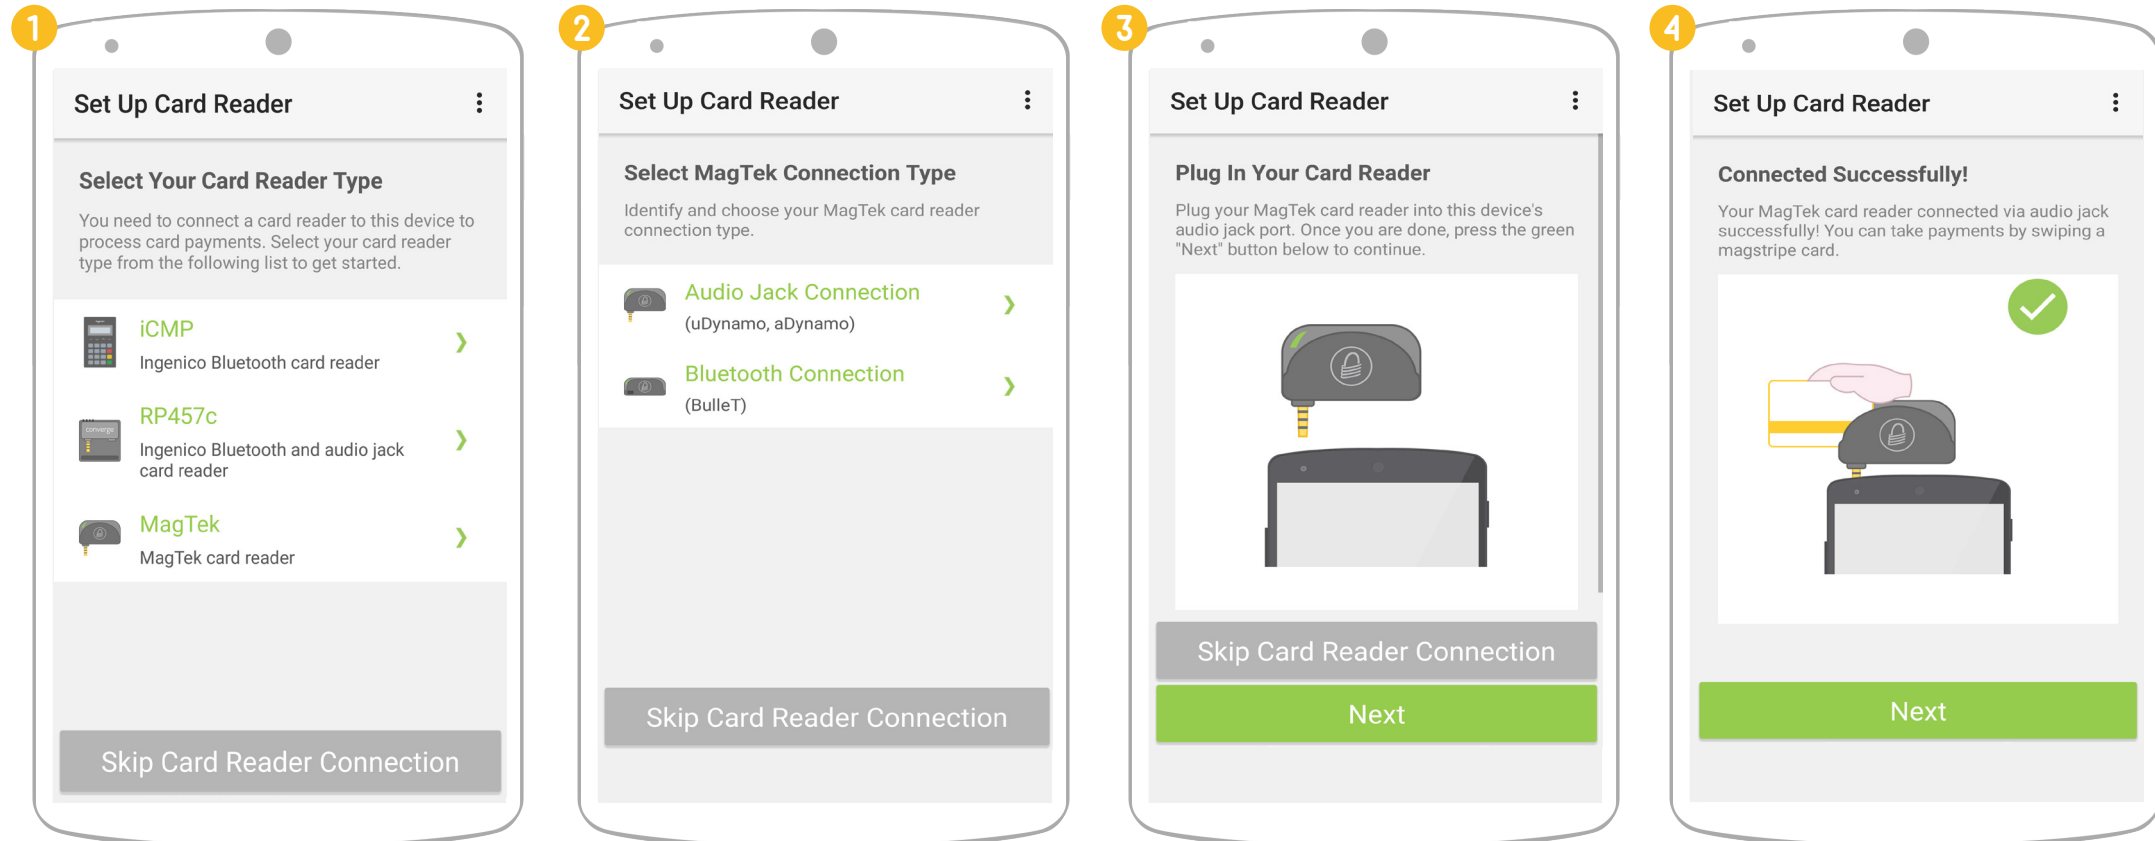 1
Set Up Card Reader
Select Your Card Reader Type
You need to connect a card reader to this device to
process card payments. Select your card reader
type from the following list to get started.
iCMP
Ingenico Bluetooth card reader
converge
RP457c
Ingenico Bluetooth and audio jack
card reader
MagTek
MagTek card reader
Skip Card Reader Connection
2
Set Up Card Reader
Select MagTek Connection Type
Identify and choose your MagTek card reader
connection type.
Audio Jack Connection
(uDynamo, aDynamo)
Bluetooth Connection
(BulleT)
Skip Card Reader Connection
3
Set Up Card Reader
Plug In Your Card Reader
Plug your MagTek card reader into this device's
audio jack port. Once you are done, press the green
"Next" button below to continue.
Skip Card Reader Connection
Next
4
Set Up Card Reader
Connected Successfully!
Your MagTek card reader connected via audio jack
successfully! You can take payments by swiping a
magstripe card.
Next